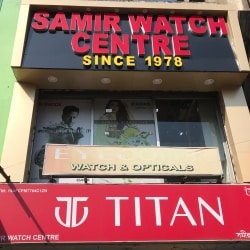 SAMIR WATCH
CENTRE
SINCE 1978
WATCH & OPTICALS
TITAN
WATCH CENTRE